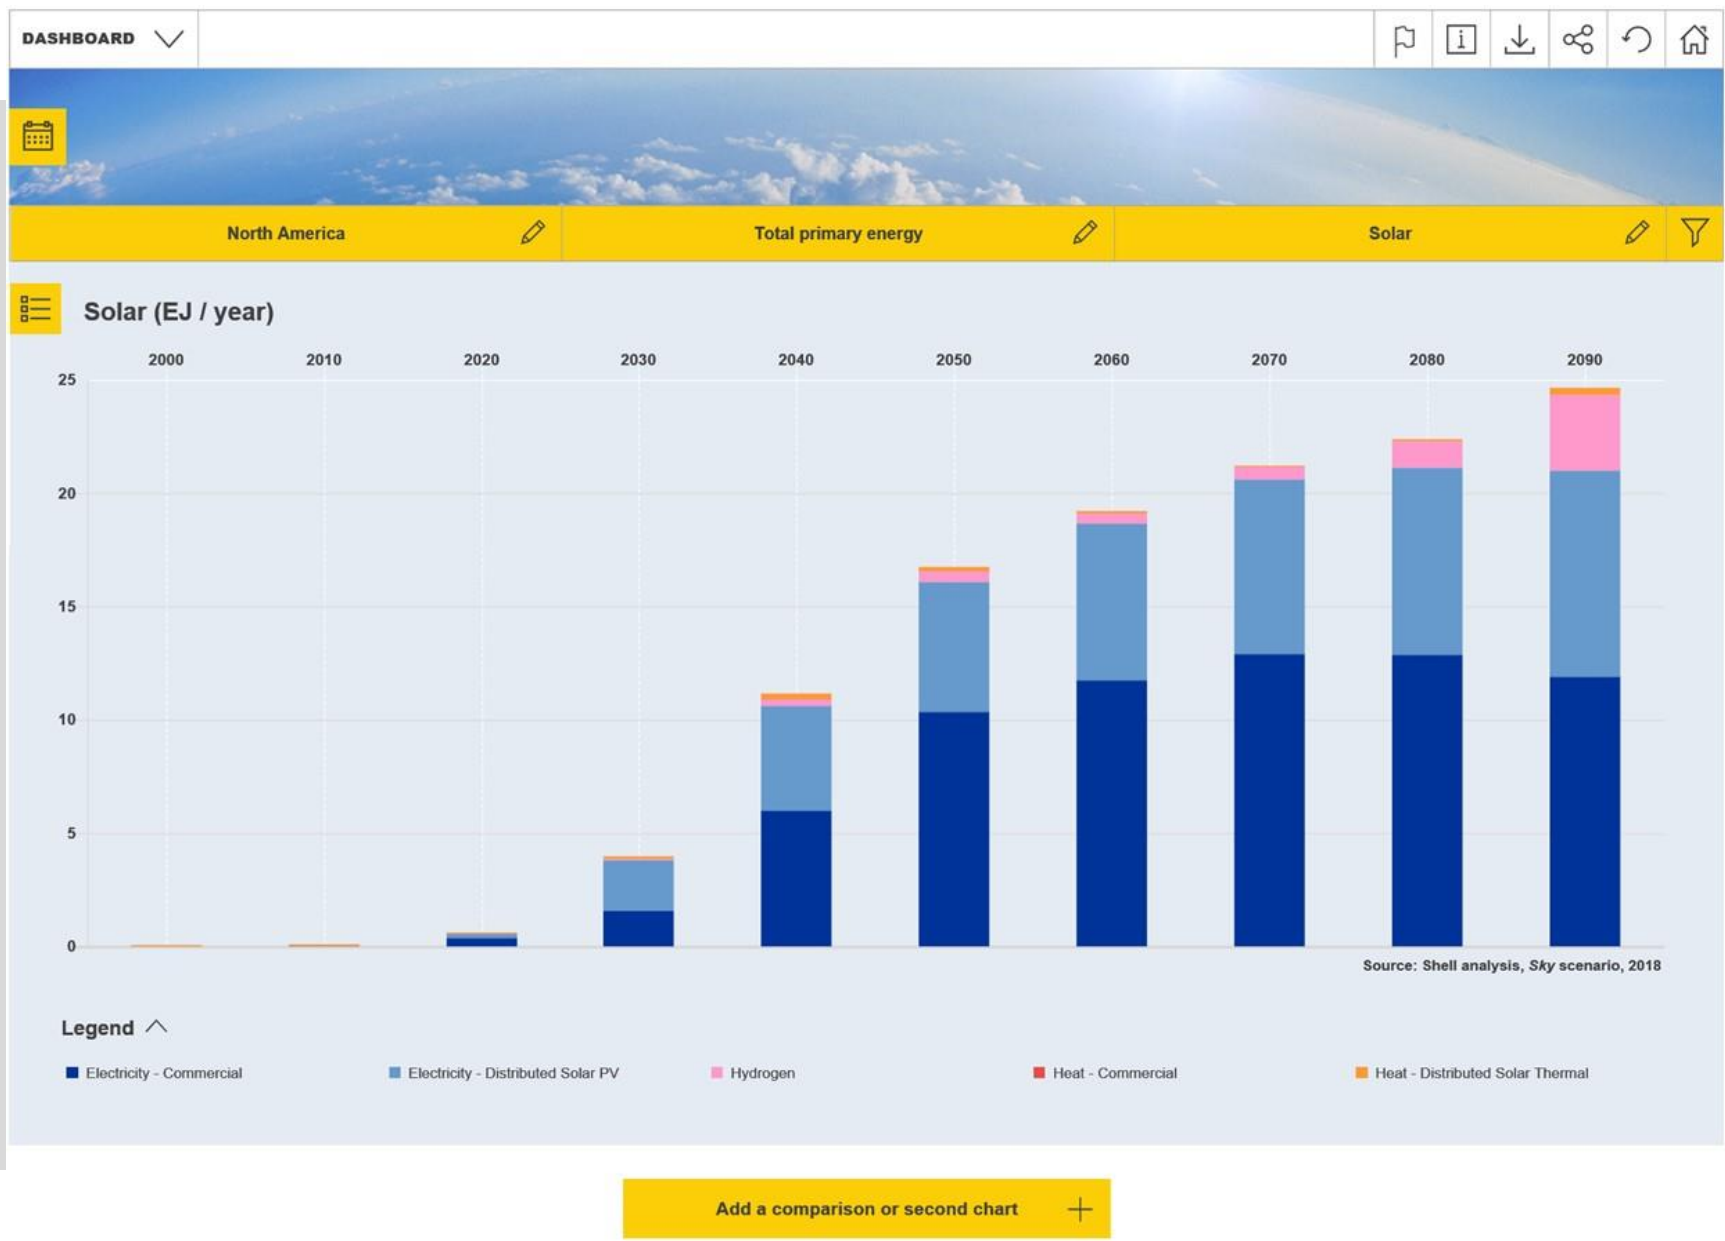 DASHBOARD
North America
Total primary energy
Solar
Solar (EJ / year)
2000 2010 2020 2030 2040 2050 2060 2070 2080 2090
25
20
15
10
5
0
Source: Shell analysis, Sky scenario, 2018
Legend
Electricity - Commercial
Electricity - Distributed Solar PV
Hydrogen
Heat - Commercial
Heat - Distributed Solar Thermal
Add a comparison or second chart